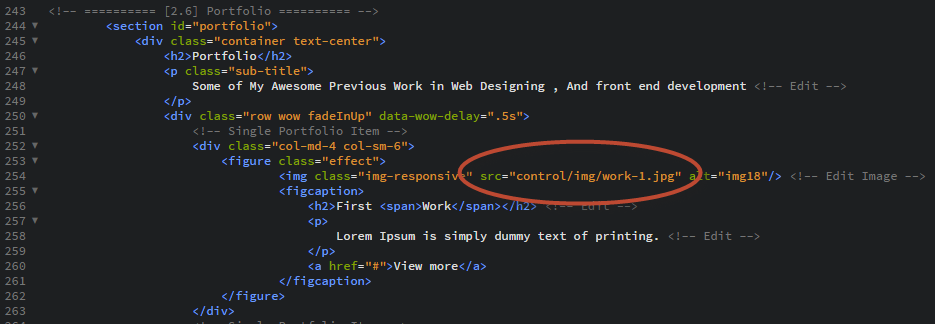 243 <!-- ========== [2.6] Portfolio ========== -->
244 <section id="portfolio">
245 <div class="container text-center">
246 <h2>Portfolio</h2>
247 <p class="sub-title">
248 Some of My Awesome Previous Work in Web Designing , And front end development <!-- Edit -->
249 </p>
250 <div class="row wow fadeInUp" data-wow-delay=".5s">
251 <!-- Single Portfolio Item -->
252 <div class="col-md-4 col-sm-6">
253 <figure class="effect">
254 <img class="img-responsive" src="control/img/work-1.jpg" alt="img18"/> <!-- Edit Image -->
255 <figcaption>
256 <h2>First <span>Work</span></h2> <!-- Edit -->
257 <p>
258 Lorem Ipsum is simply dummy text of printing. <!-- Edit -->
259 </p>
260 <a href="#">View more</a>
261 </figcaption>
262 </figure>
263 </div>